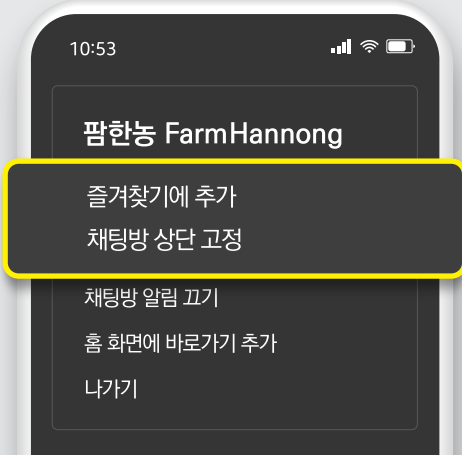 10:53
팜한농 FarmHannong
즐겨찾기에 추가
채팅방 상단 고정
채팅방 알림 끄기
홈 화면에 바로가기 추가
나가기